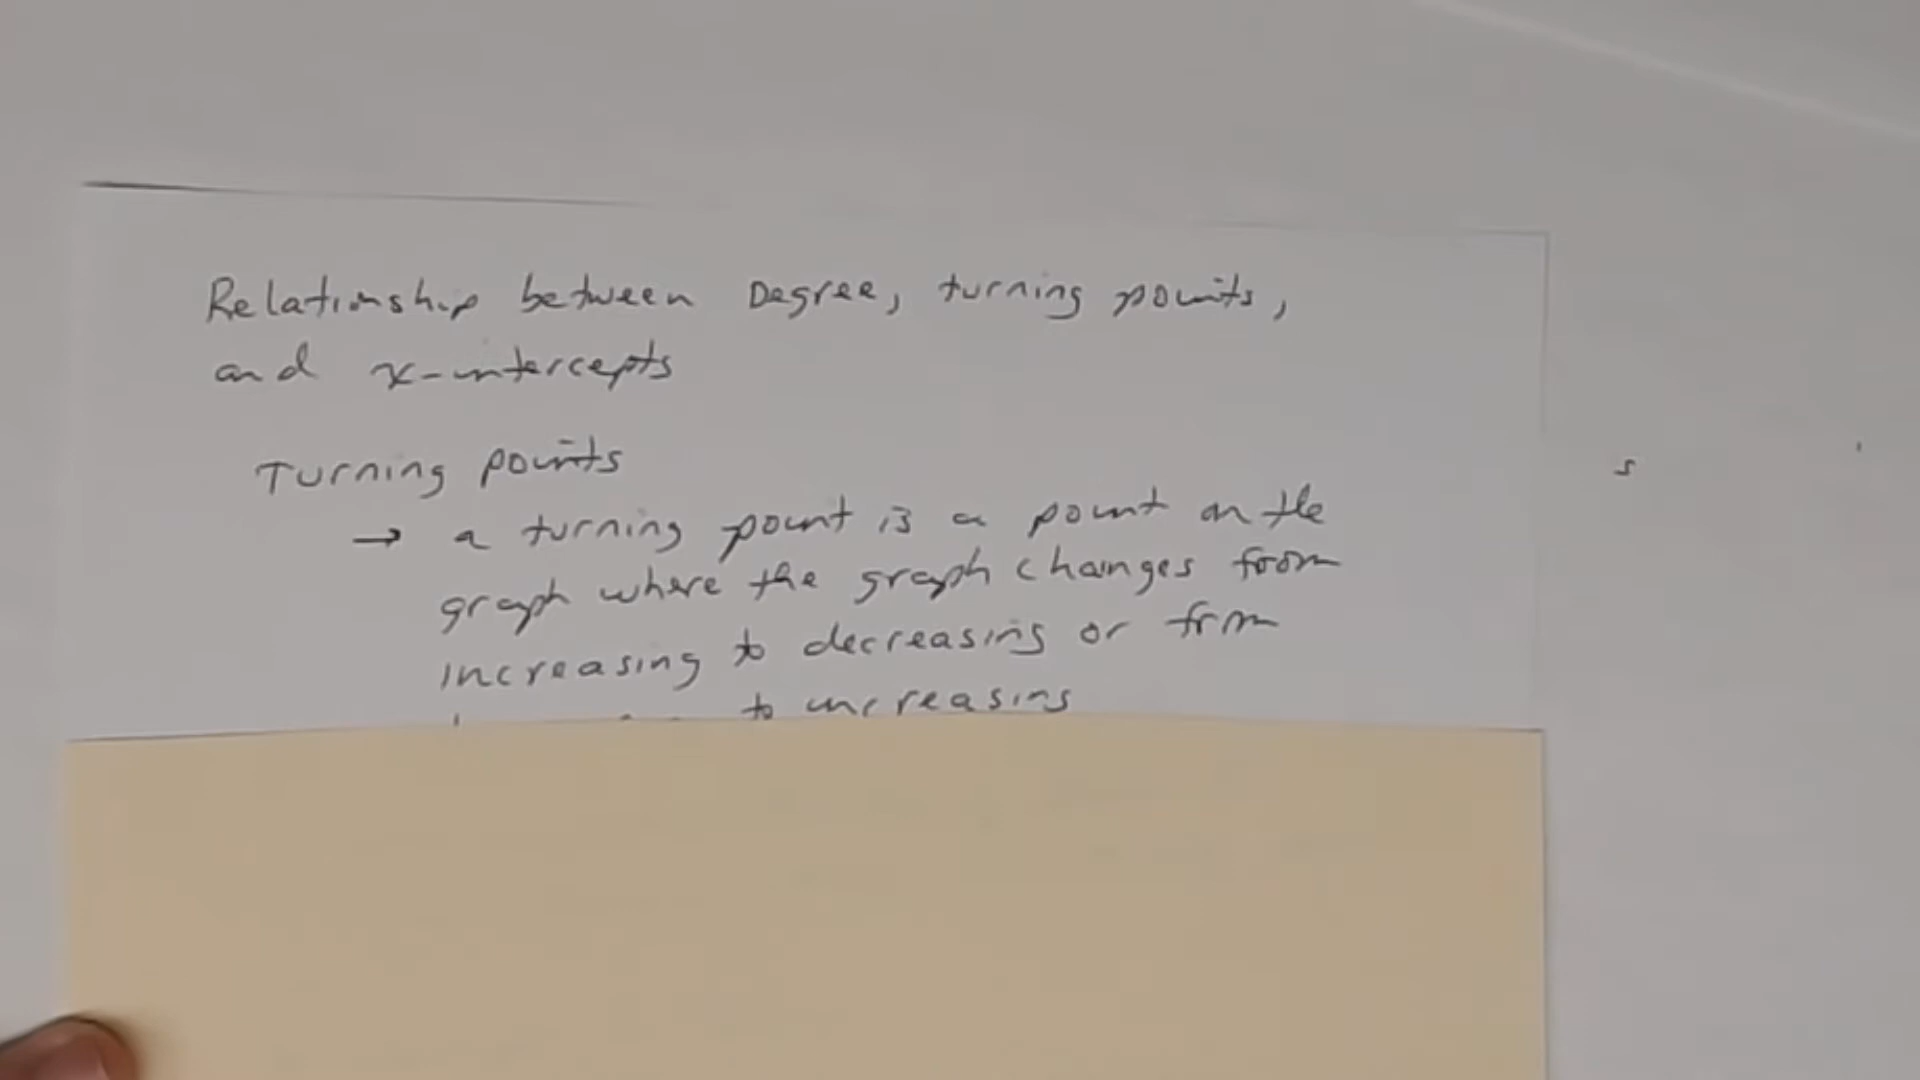 Relationship between Degree, turning points,
and x-intercepts
Turning points
→ a turning point is a point on the
graph where the graph changes from
increasing to decreasing or from
to increasing
s